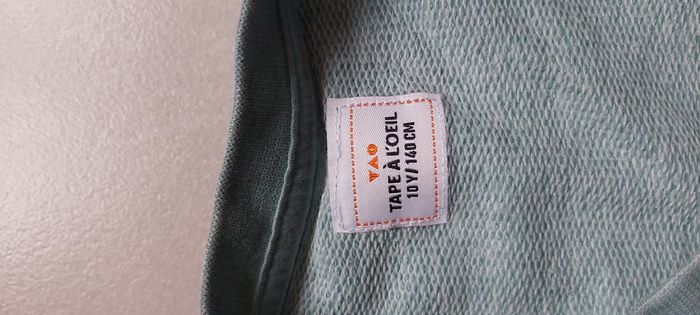 TAO
TAPE À L'OEIL
10 Y/ 140 CM